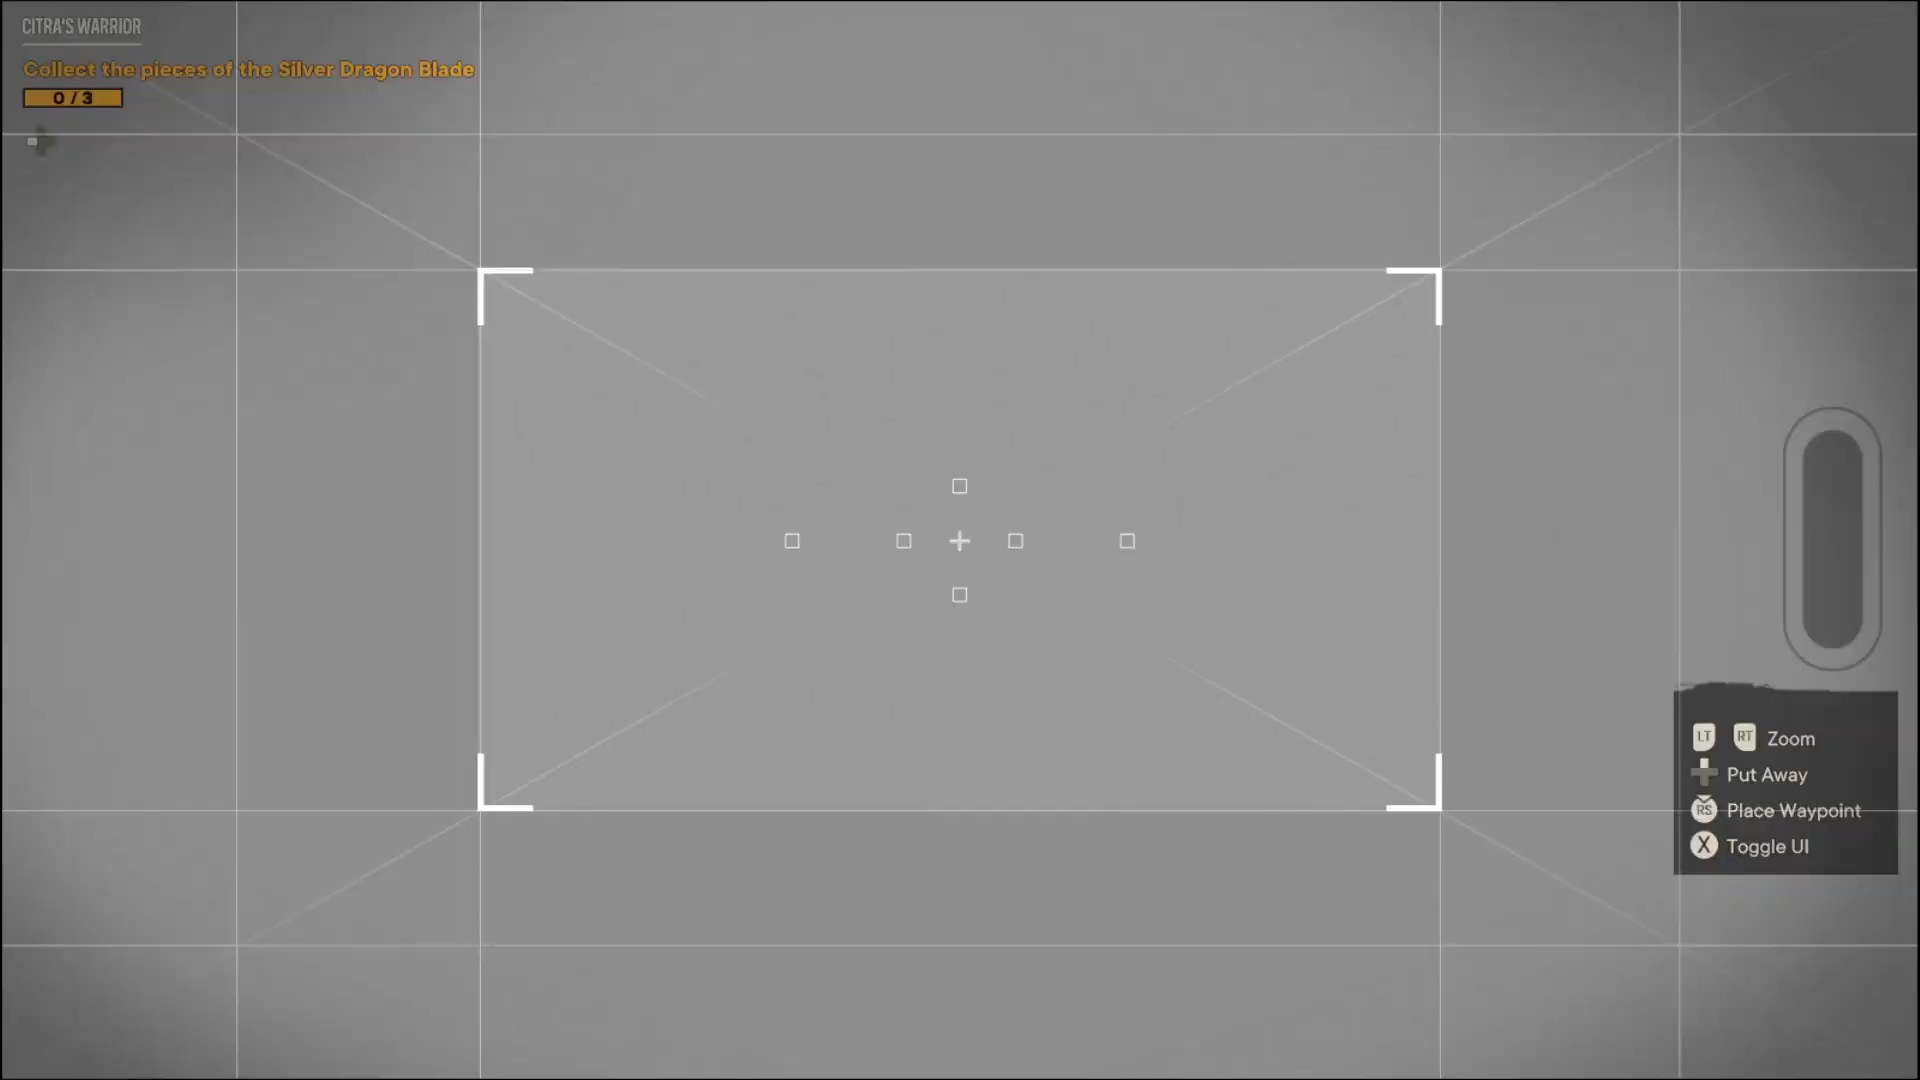 CITRA'S WARRIOR
Collect the pieces of the Silver Dragon Blade
0 / 3
LT RT Zoom
Put Away
RS Place Waypoint
X Toggle UI